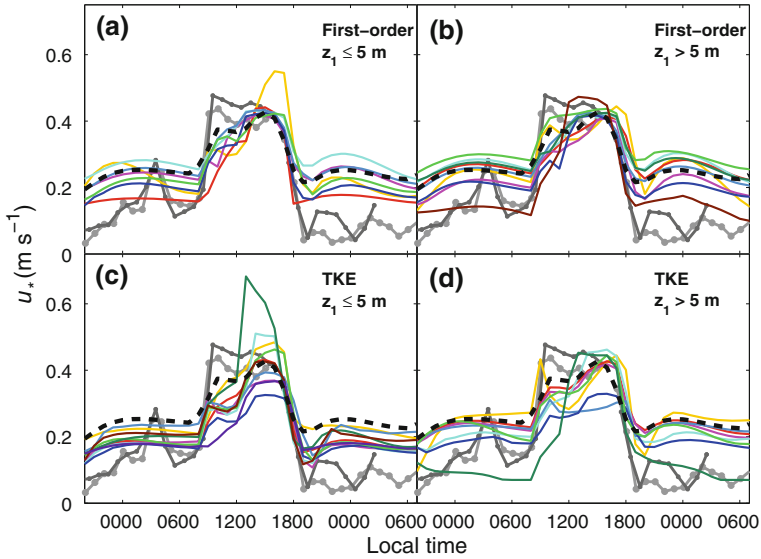 (a)
First−order
z1 ≤ 5 m
(b)
First−order
z1 > 5 m
0.6
0.4
0.2
0
(c)
TKE
z1 ≤ 5 m
(d)
TKE
z1 > 5 m
0.6
0.4
0.2
0
u* (m s−1)
0000 0600 1200 1800 0000 0600
0000 0600 1200 1800 0000 0600
Local time